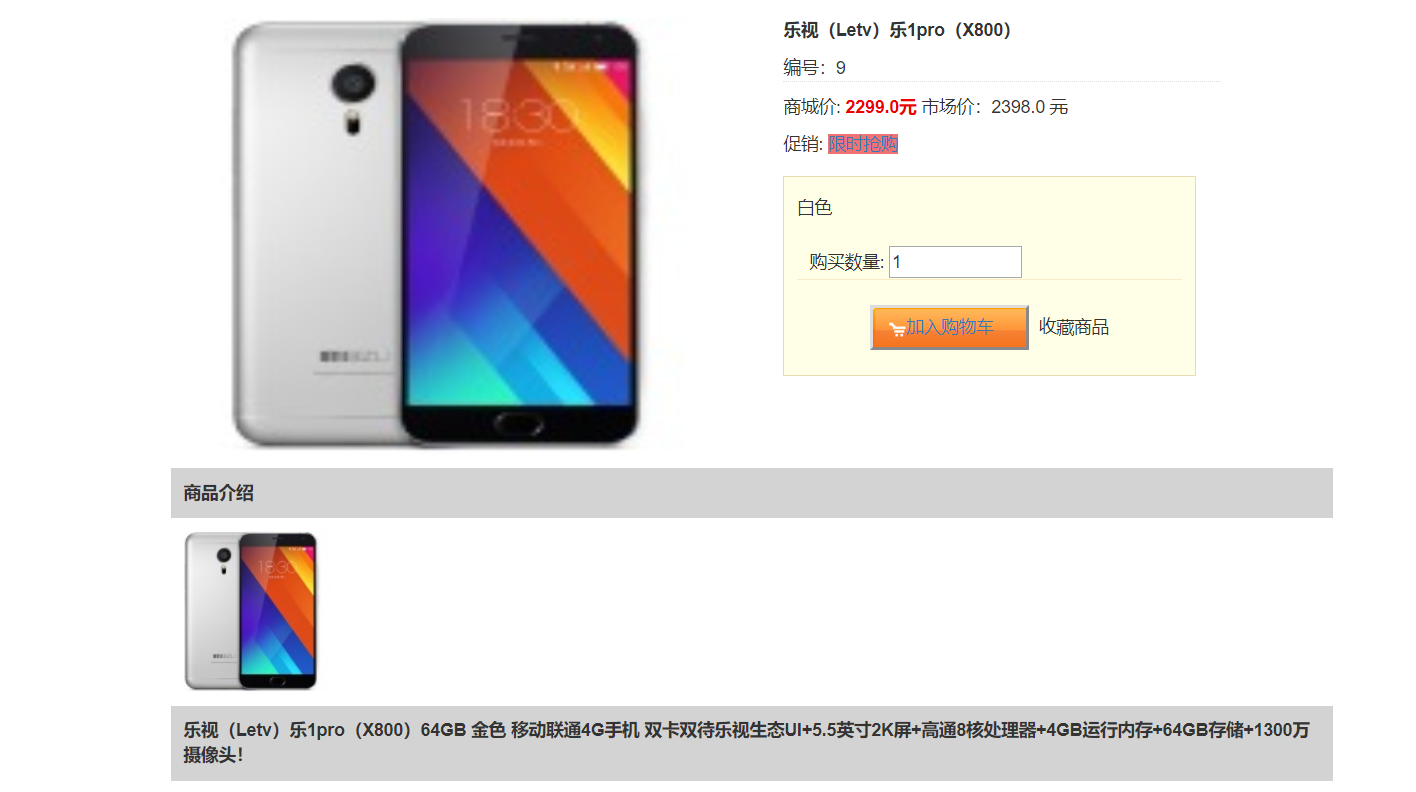 乐视（Letv）乐1pro（X800）
编号：9
商城价: 2299.0元 市场价：2398.0 元
促销: 限时抢购
白色
购买数量: 1
加入购物车 收藏商品
18:30
商品介绍
18:30
乐视（Letv）乐1pro（X800）64GB 金色 移动联通4G手机 双卡双待乐视生态UI+5.5英寸2K屏+高通8核处理器+4GB运行内存+64GB存储+1300万
摄像头！